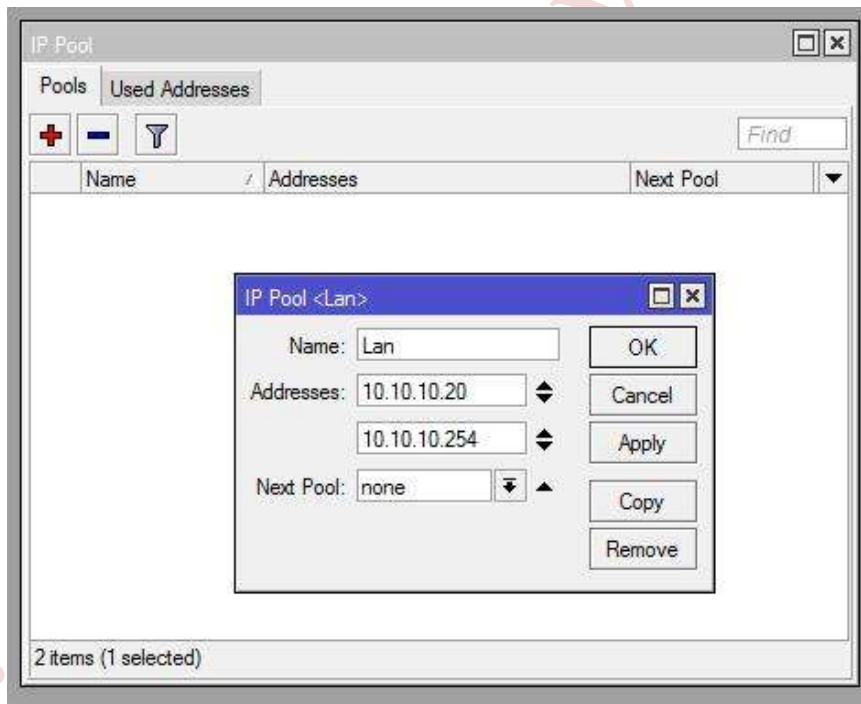 IP Pool
Pools Used Addresses
Find
Name Addresses Next Pool
IP Pool <Lan>
Name: Lan OK
Addresses: 10.10.10.20 Cancel
10.10.10.254 Apply
Next Pool: none Copy
Remove
2 items (1 selected)